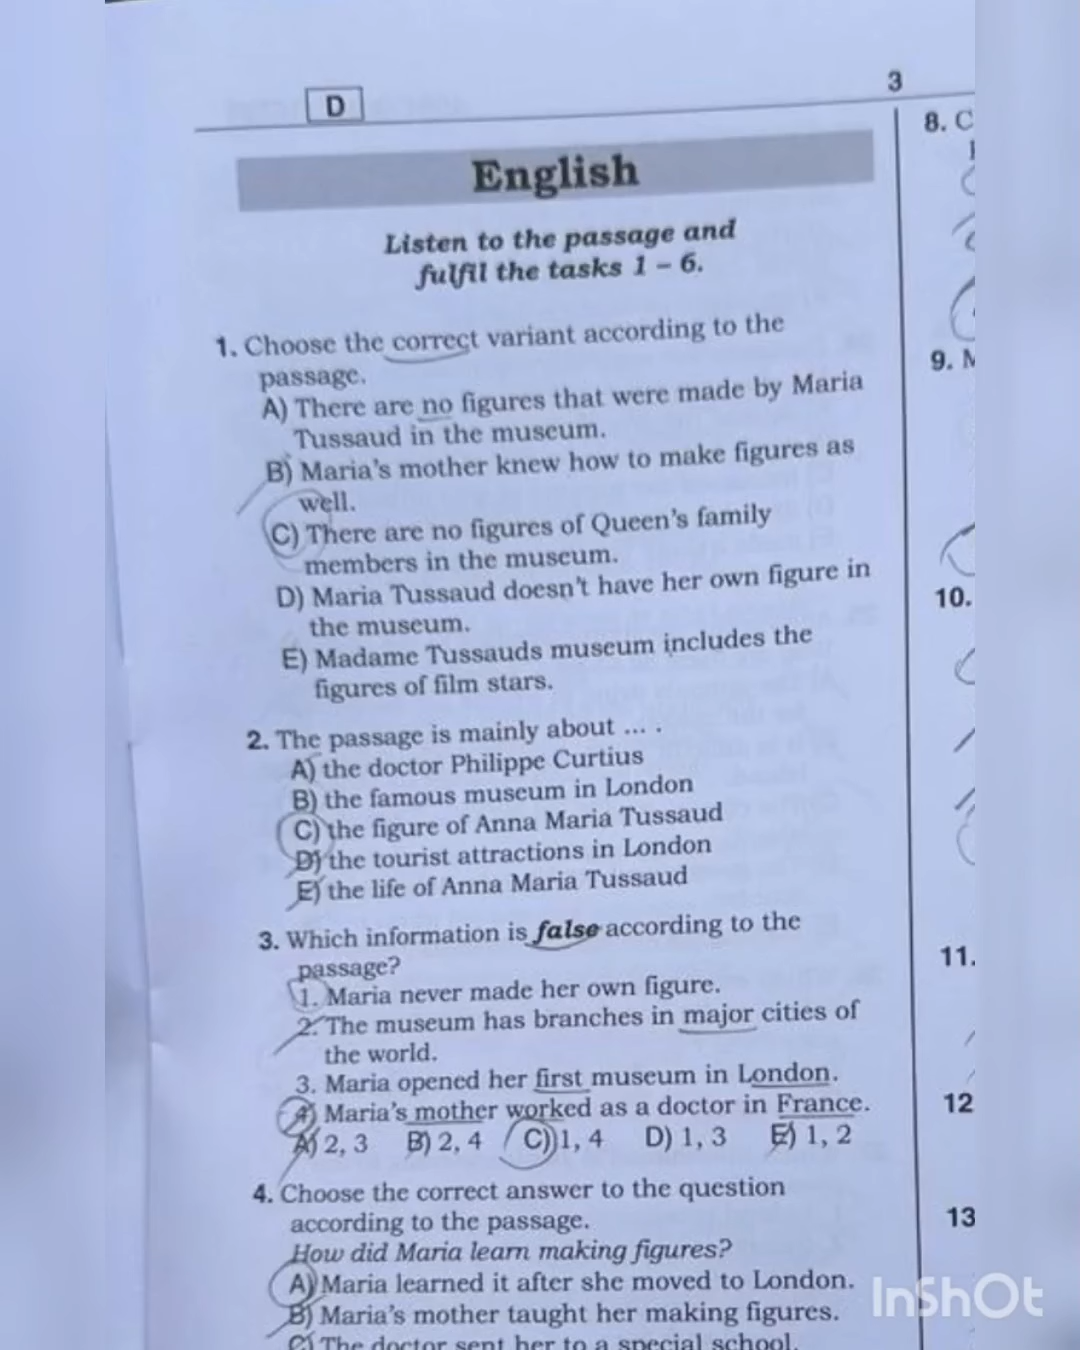 D
3
English
Listen to the passage and
fulfil the tasks 1 – 6.
1. Choose the correct variant according to the
passage.
A) There are no figures that were made by Maria
Tussaud in the museum.
B) Maria's mother knew how to make figures as
well.
C) There are no figures of Queen's family
members in the museum.
D) Maria Tussaud doesn't have her own figure in
the museum.
E) Madame Tussauds museum includes the
figures of film stars.
2. The passage is mainly about ... .
A) the doctor Philippe Curtius
B) the famous museum in London
C) the figure of Anna Maria Tussaud
D) the tourist attractions in London
E) the life of Anna Maria Tussaud
3. Which information is false according to the
passage?
1. Maria never made her own figure.
2. The museum has branches in major cities of
the world.
3. Maria opened her first museum in London.
4. Maria's mother worked as a doctor in France.
A) 2, 3 B) 2, 4 C) 1, 4 D) 1, 3 E) 1, 2
4. Choose the correct answer to the question
according to the passage.
How did Maria learn making figures?
A) Maria learned it after she moved to London.
B) Maria's mother taught her making figures.
C) The doctor sent her to a special school.
8. C
9. M
10.
11.
12
13
InShOt